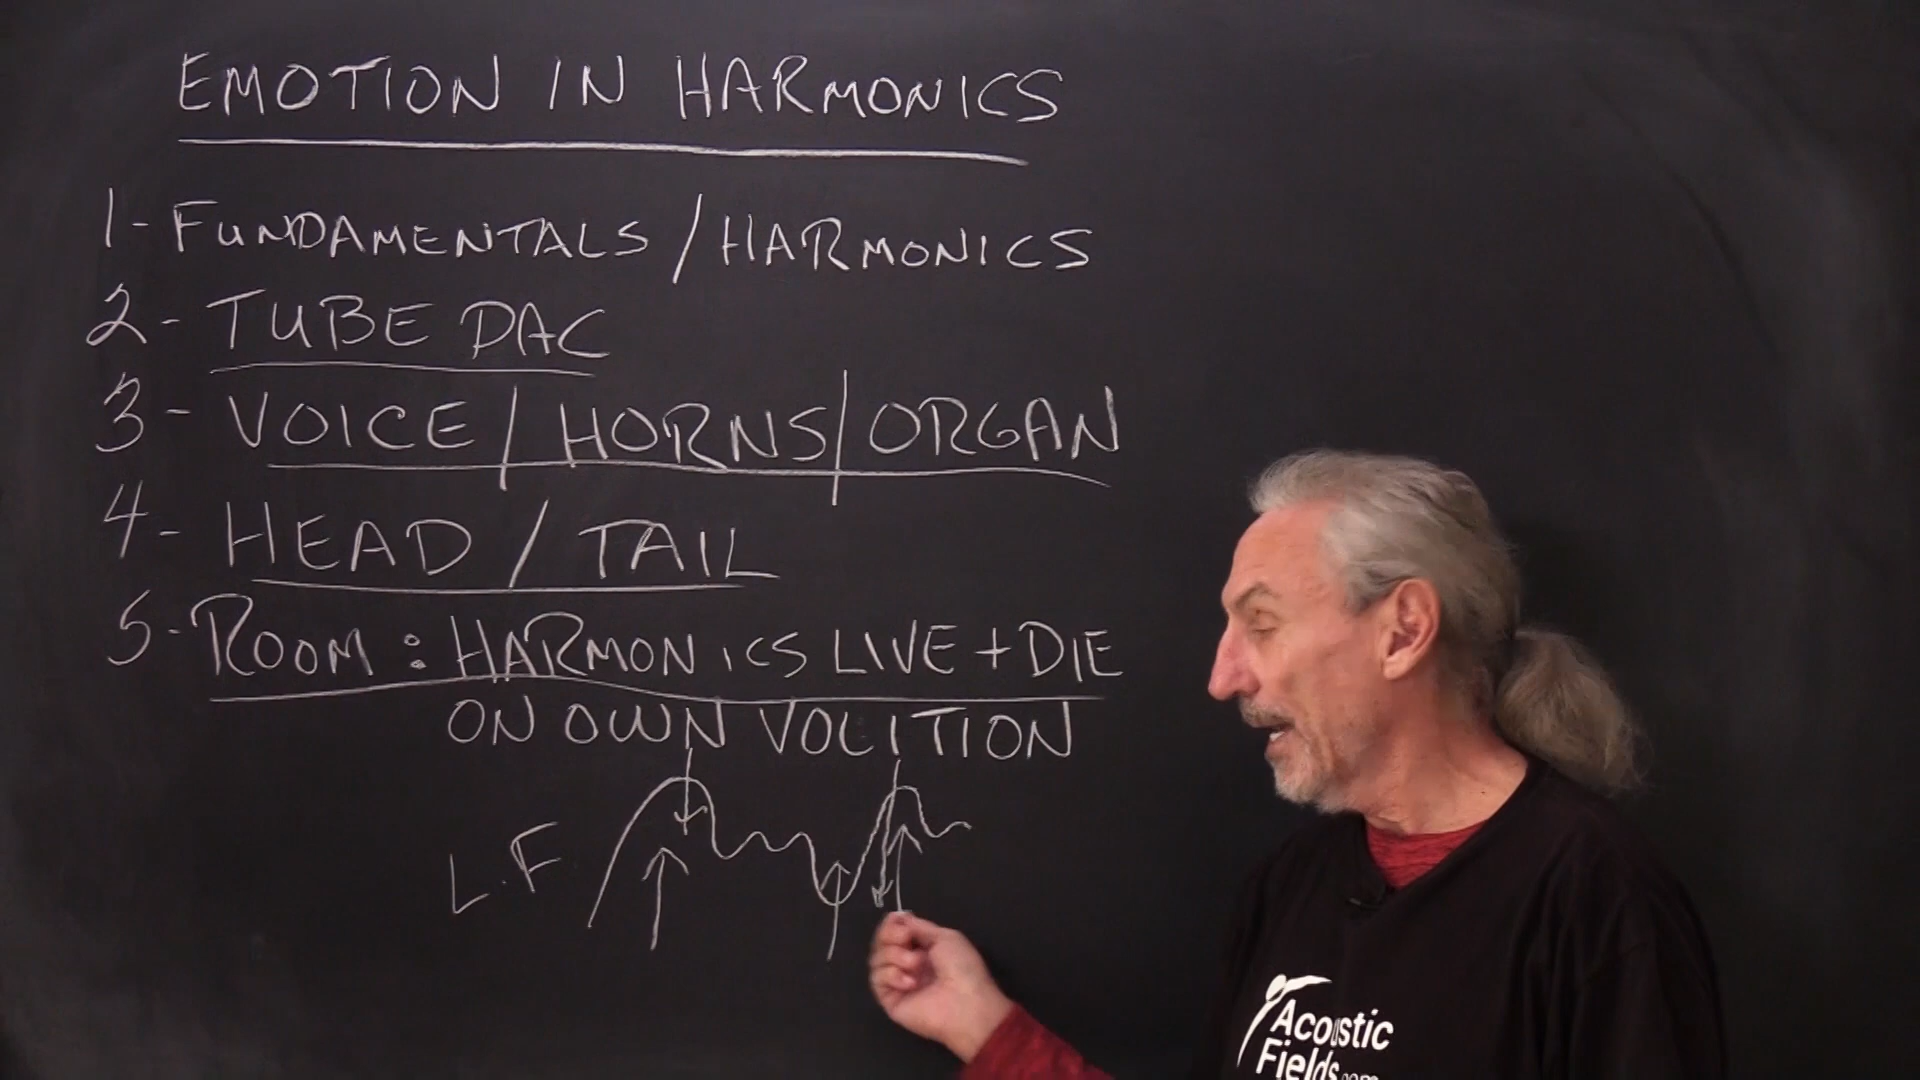 EMOTION IN HARMONICS
1- FUNDAMENTALS / HARMONICS
2- TUBE DAC
3- VOICE / HORNS / ORGAN
4- HEAD / TAIL
5- ROOM : HARMONICS LIVE + DIE
ON OWN VOLITION
L.F
Acoustic
Fields.com